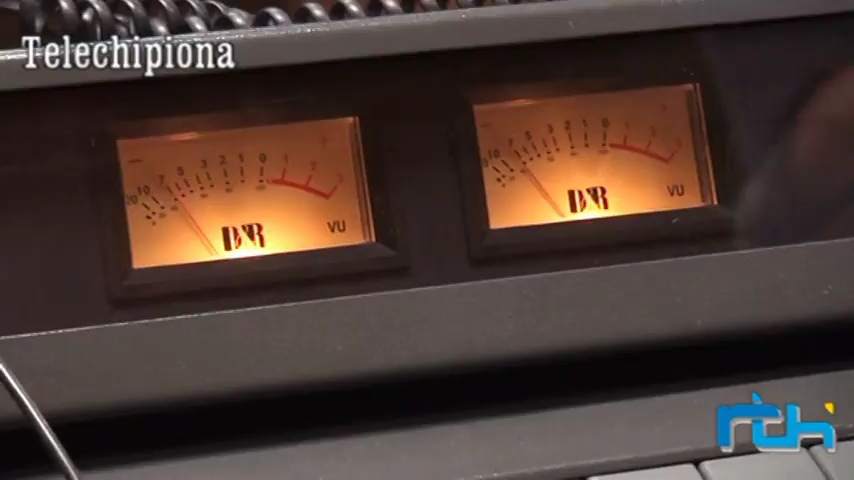 Telechipiona
20 10 7 5 3 2 1 0 1 2 3
VU
10 7 5 3 2 1 0 1 2 3
VU
rch